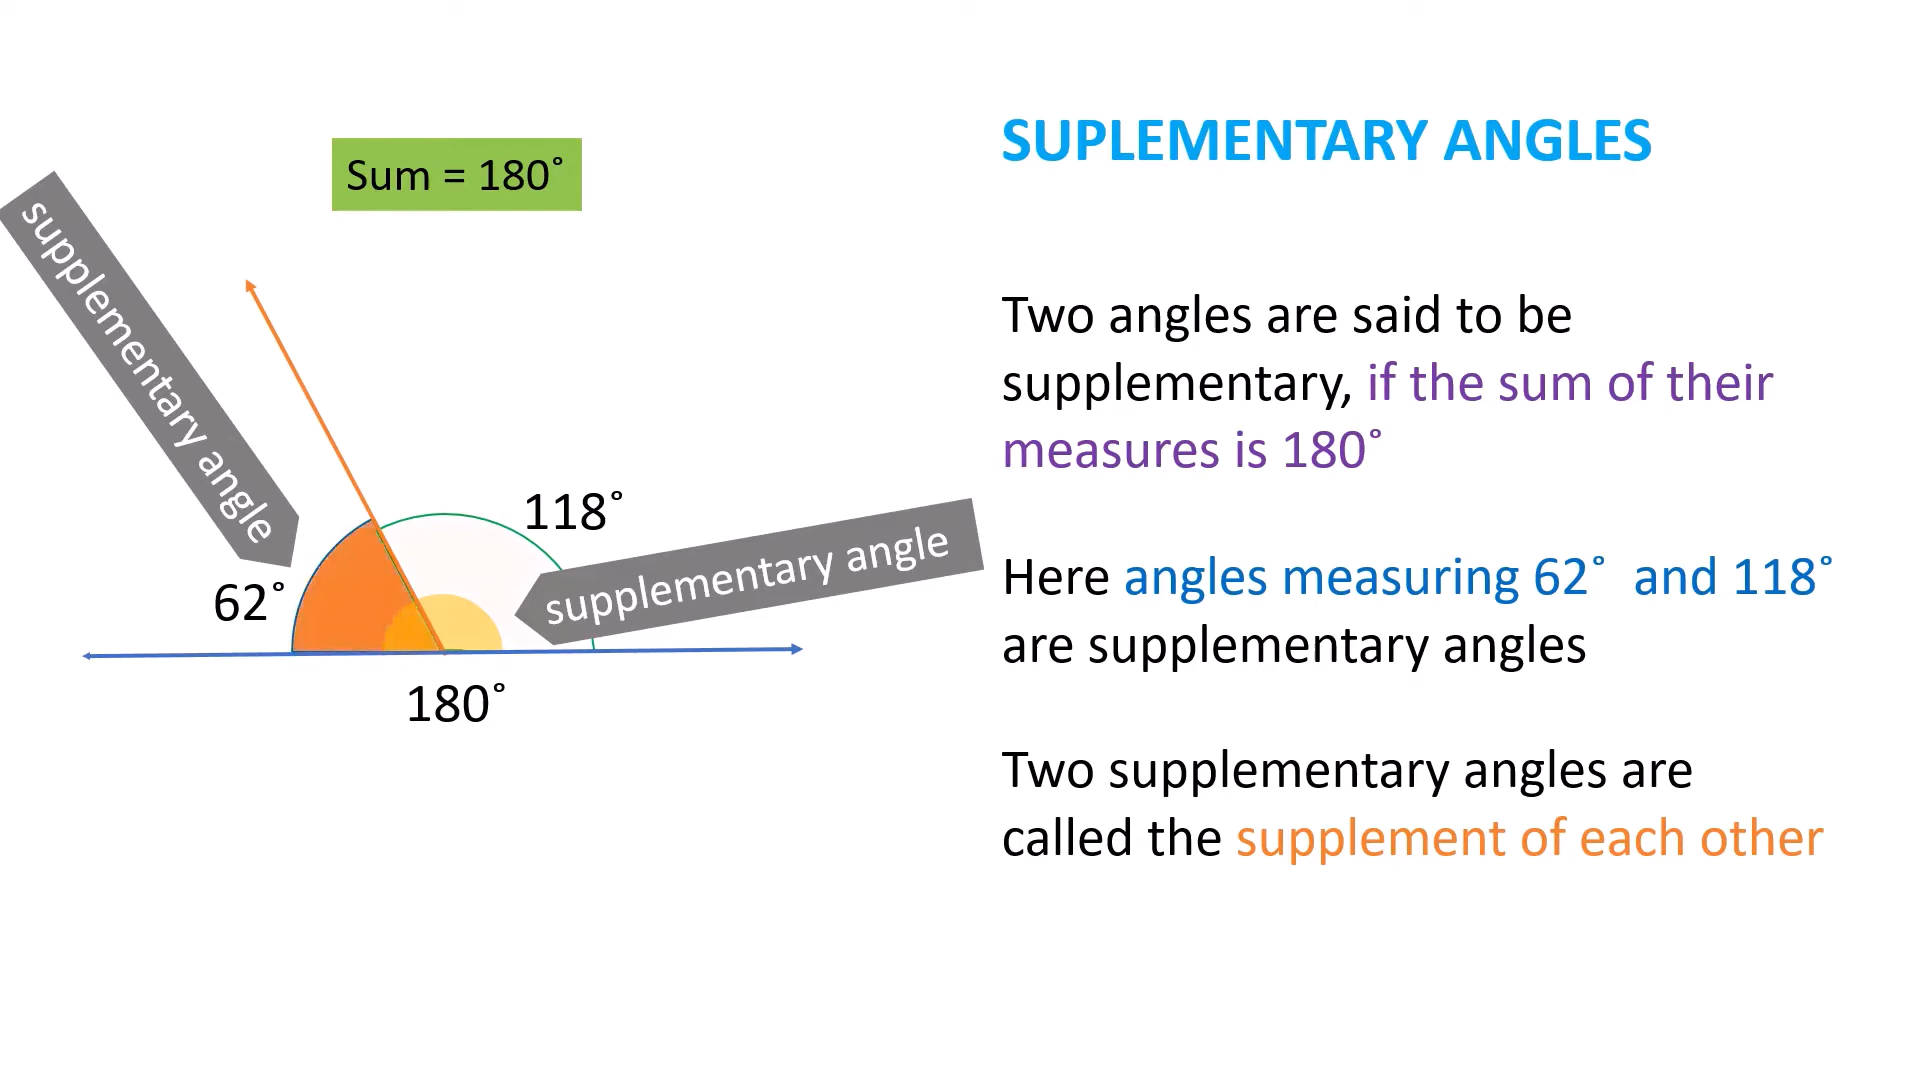 SUPLEMENTARY ANGLES
Sum = 180˚
supplementary angle
118˚
supplementary angle
62˚
180˚
Two angles are said to be
supplementary, if the sum of their
measures is 180˚
Here angles measuring 62˚ and 118˚
are supplementary angles
Two supplementary angles are
called the supplement of each other